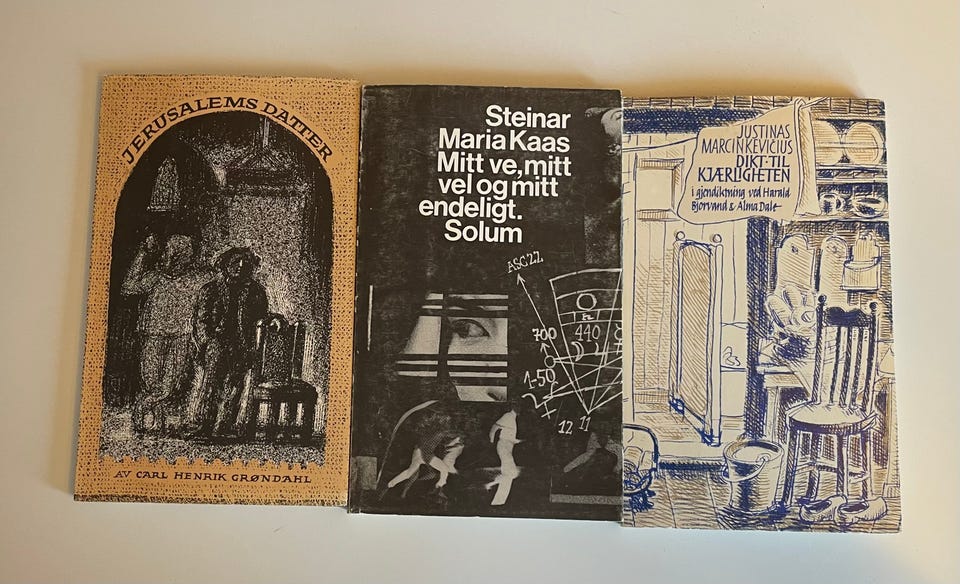 JERUSALEMS DATTER
AV CARL HENRIK GRØNDAHL
Steinar
Maria Kaas
Mitt ve, mitt
vel og mitt
endeligt.
Solum
ASC 22
700
440
1-50
12 11
JUSTINAS
MARCINKEVIČIUS
DIKT TIL
KJÆRLIGHETEN
i gjendiktning ved Harald
Bjorvand & Alma Dale